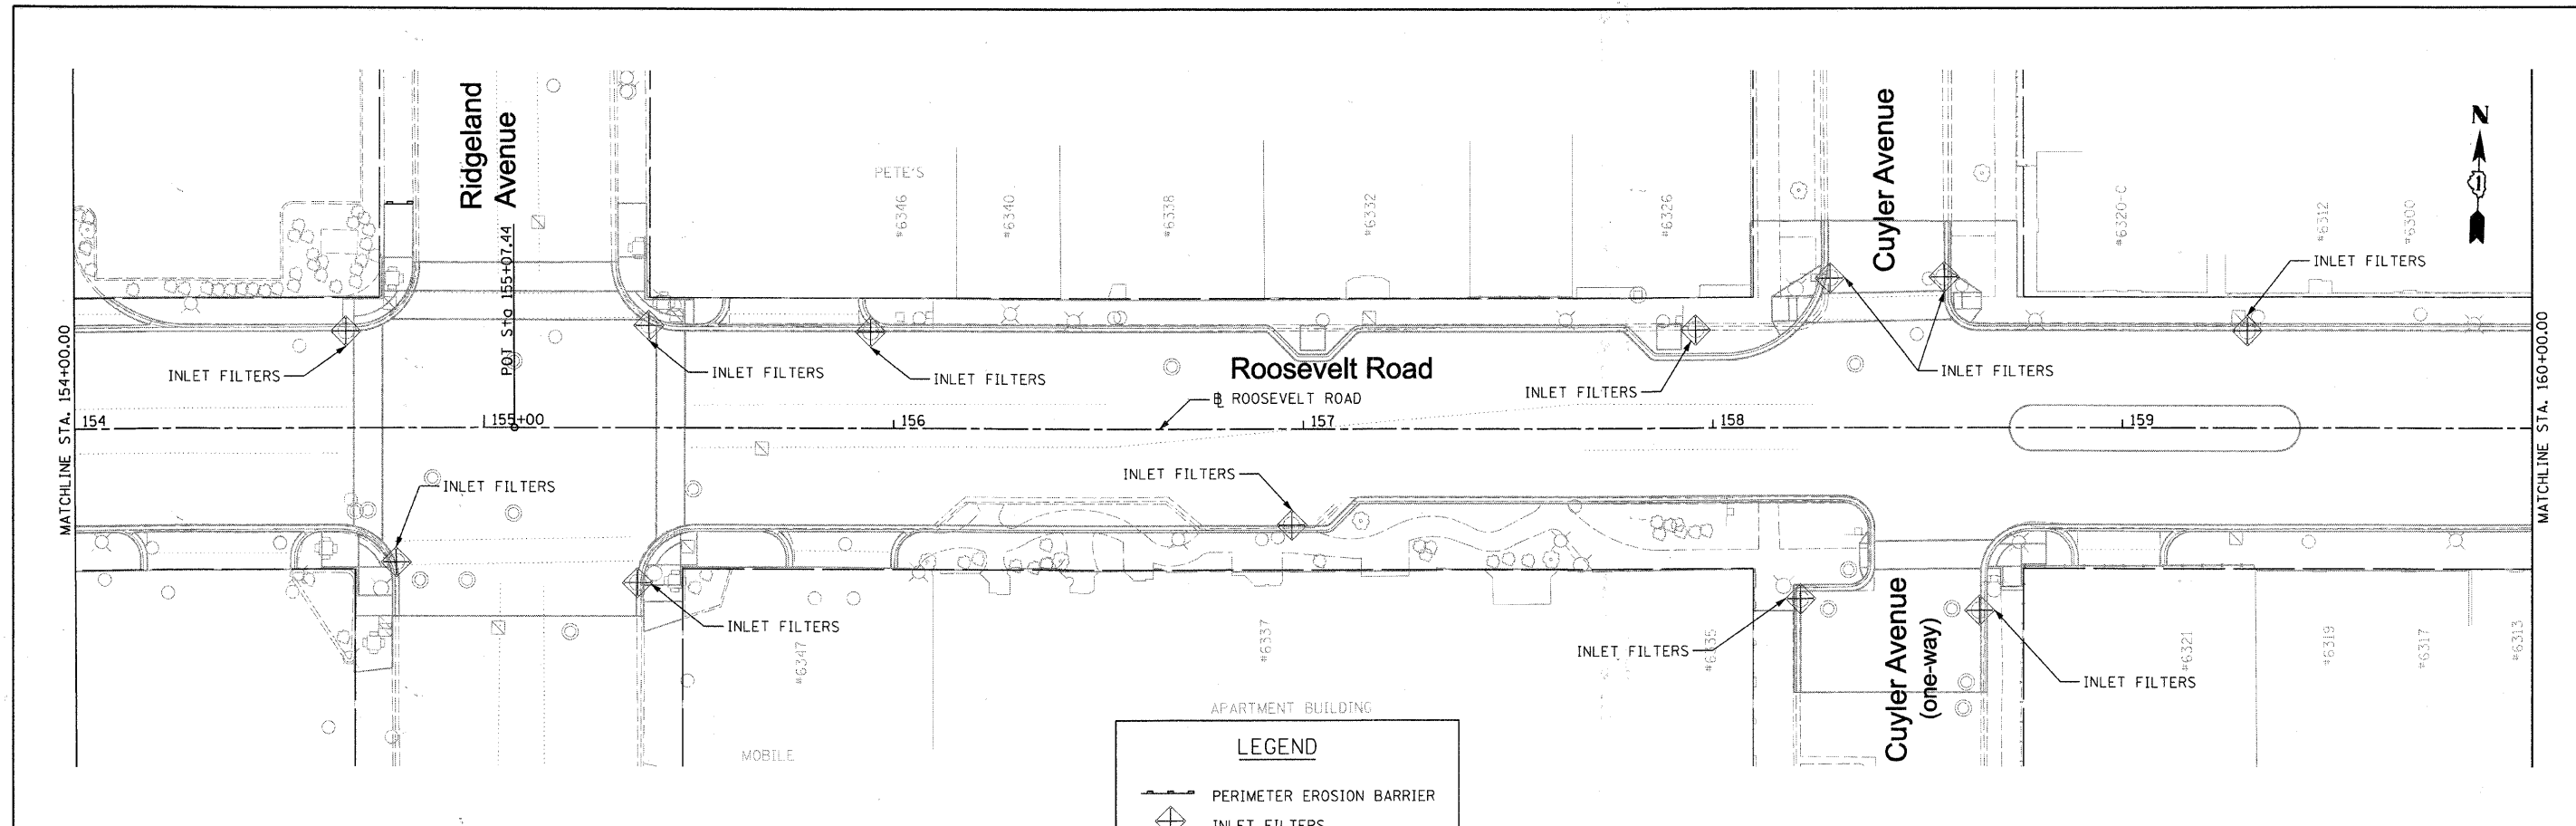 Ridgeland
Avenue
POT Sta 155+07.44
Cuyler Avenue
N
1
PETE'S
#6346
#6340
#6338
#6332
#6326
#6320-C
#6312
#6300
INLET FILTERS
INLET FILTERS
INLET FILTERS
INLET FILTERS
INLET FILTERS
INLET FILTERS
Roosevelt Road
℄ ROOSEVELT ROAD
MATCHLINE STA. 154+00.00
154
155+00
156
157
158
159
MATCHLINE STA. 160+00.00
INLET FILTERS
INLET FILTERS
INLET FILTERS
INLET FILTERS
INLET FILTERS
#6347
#6337
#6335
Cuyler Avenue
(one-way)
#6321
#6319
#6317
#6313
MOBILE
APARTMENT BUILDING
LEGEND
PERIMETER EROSION BARRIER
INLET FILTERS